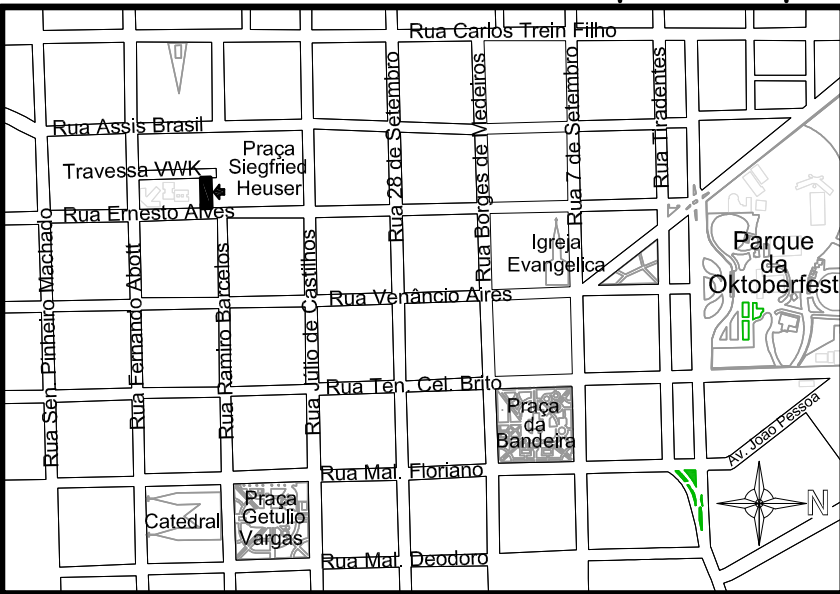 Rua Carlos Trein Filho
Rua Assis Brasil
Praça
Siegfried
Heuser
Travessa VWK
Rua Ernesto Alves
Rua 28 de Setembro
Rua Borges de Medeiros
Rua 7 de Setembro
Rua Tiradentes
Igreja
Evangelica
Parque
da
Oktoberfest
Rua Sen. Pinheiro Machado
Rua Fernando Abott
Rua Ramiro Barcelos
Rua Júlio de Castilhos
Rua Venâncio Aires
Rua Ten. Cel. Brito
Praça
da
Bandeira
Av. João Pessoa
Rua Mal. Floriano
Catedral
Praça
Getulio
Vargas
N
Rua Mal. Deodoro